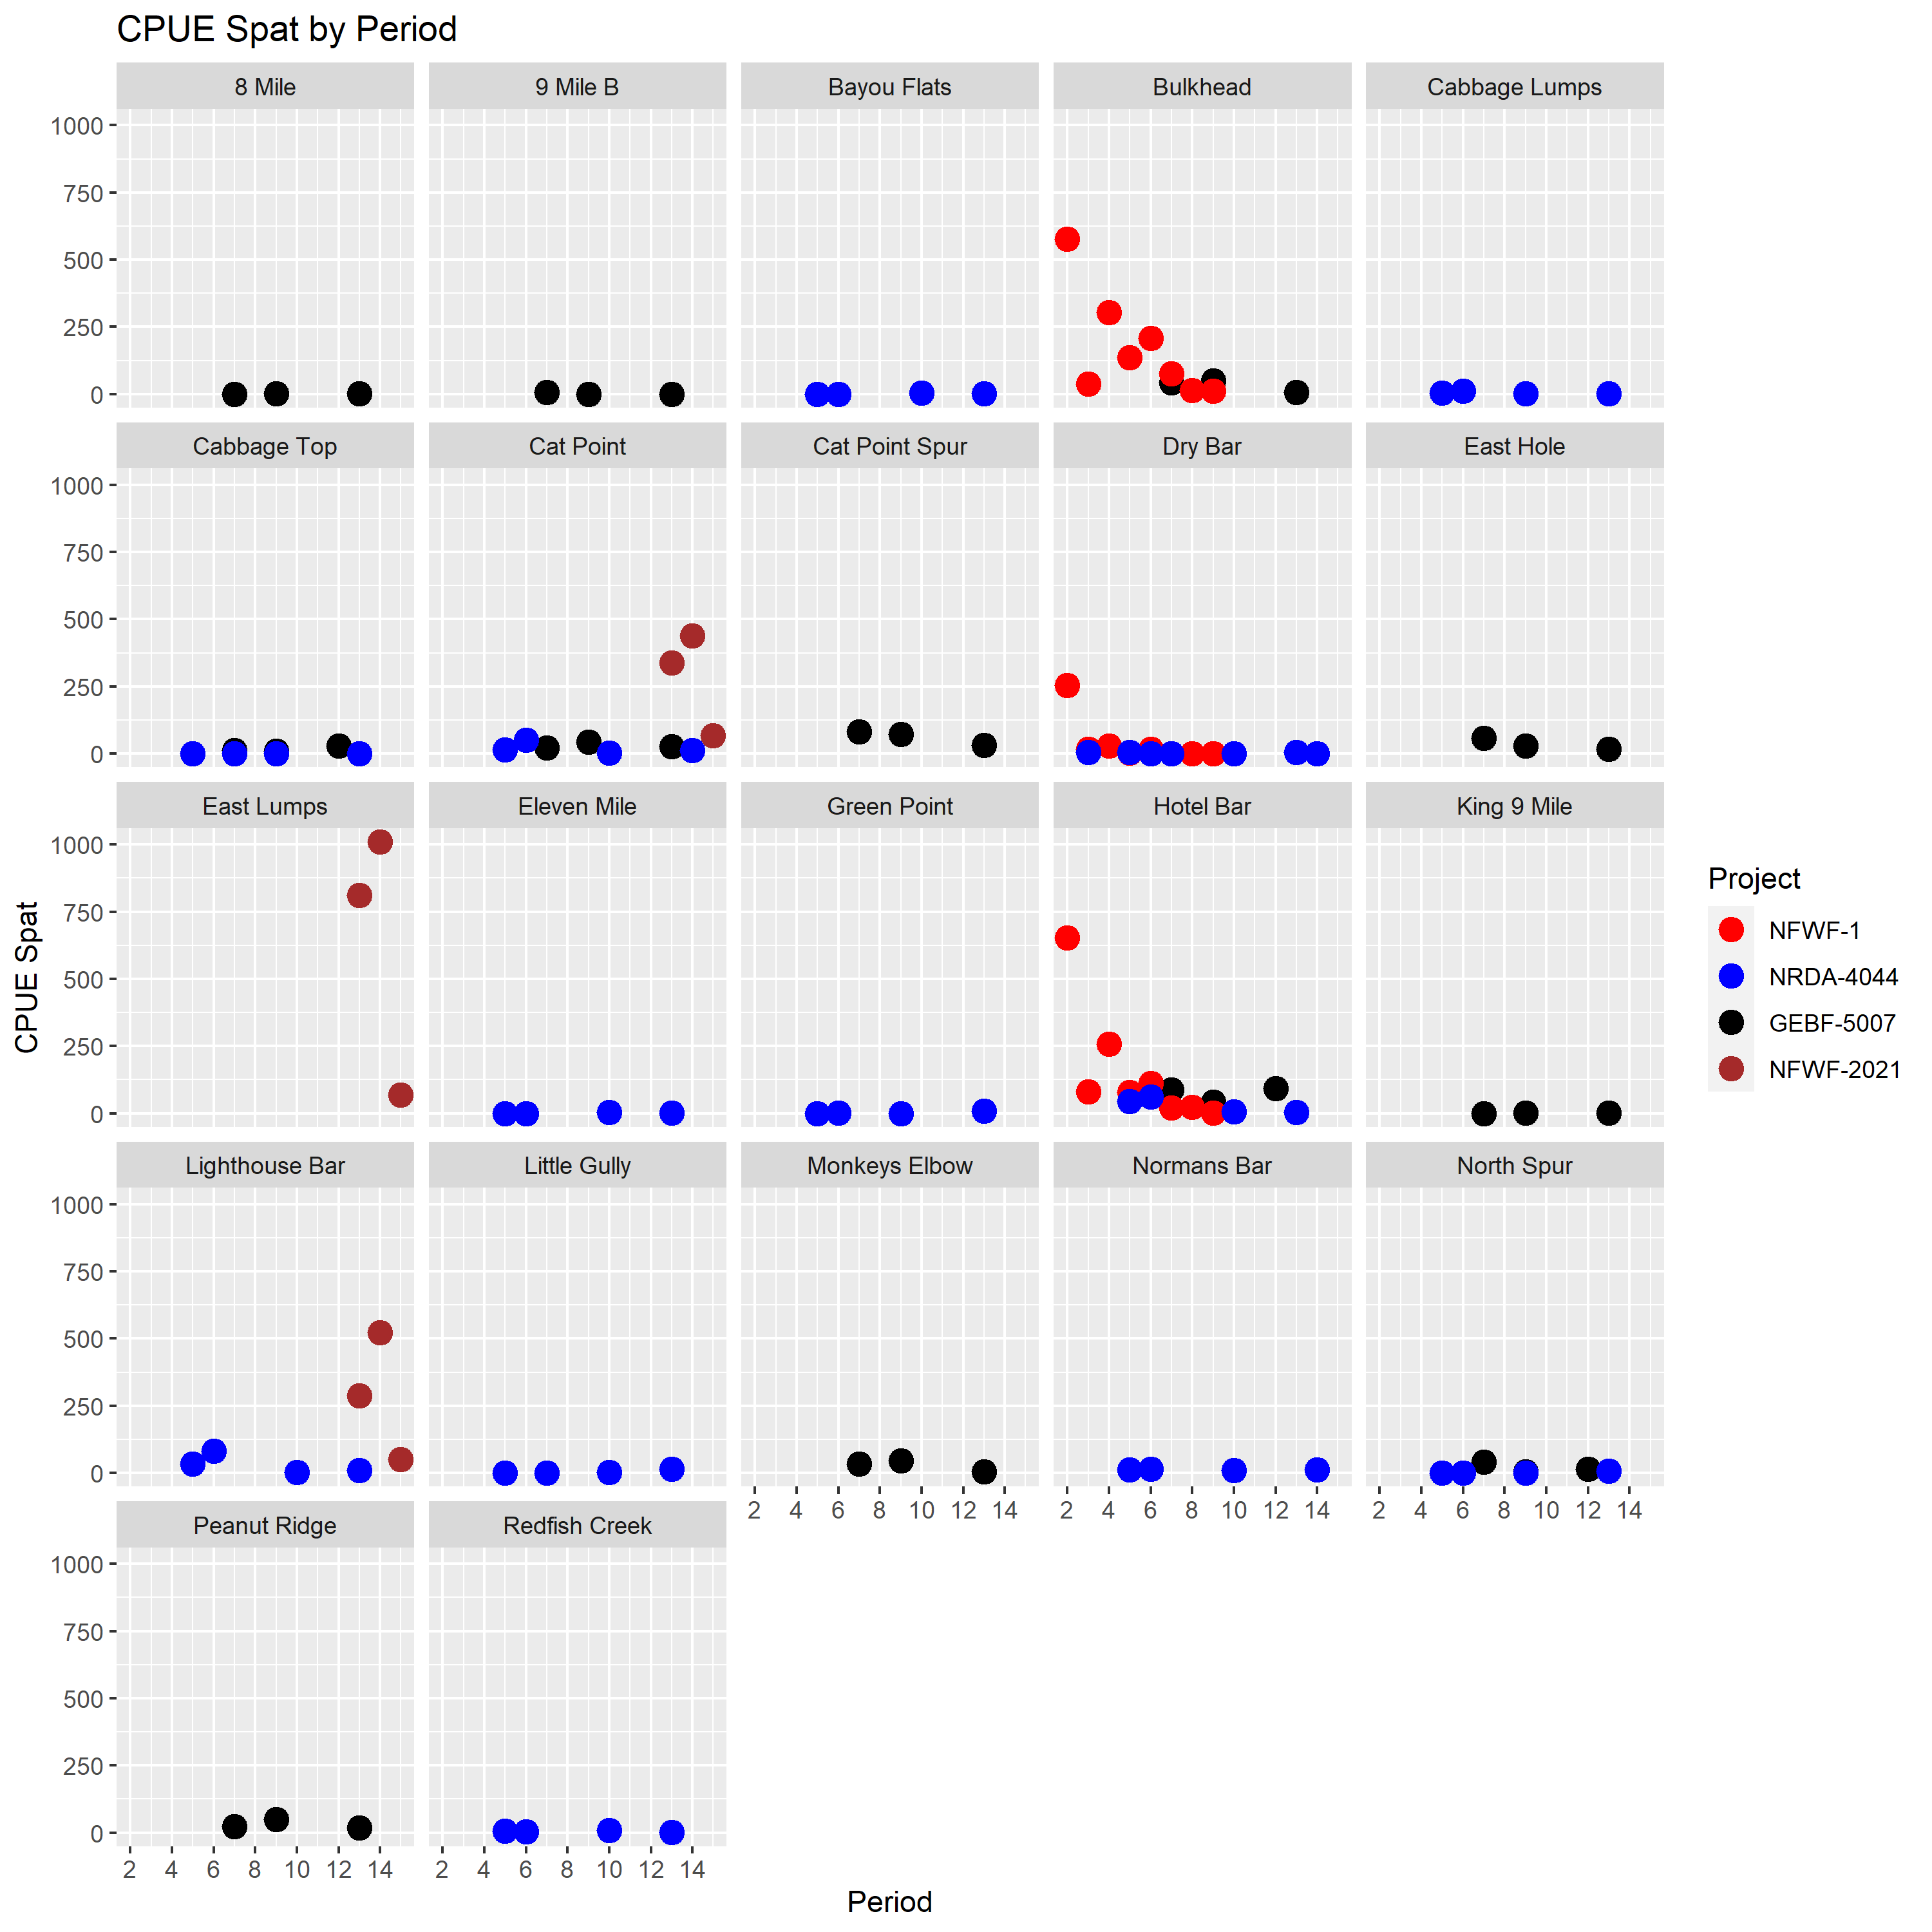 CPUE Spat by Period
8 Mile 9 Mile B Bayou Flats Bulkhead Cabbage Lumps
1000
750
500
250
0
Cabbage Top Cat Point Cat Point Spur Dry Bar East Hole
1000
750
500
250
0
East Lumps Eleven Mile Green Point Hotel Bar King 9 Mile
1000
750
500
250
0
CPUE Spat
Project
NFWF-1
NRDA-4044
GEBF-5007
NFWF-2021
Lighthouse Bar Little Gully Monkeys Elbow Normans Bar North Spur
1000
750
500
250
0
2 4 6 8 10 12 14 2 4 6 8 10 12 14 2 4 6 8 10 12 14
Peanut Ridge Redfish Creek
1000
750
500
250
0
2 4 6 8 10 12 14 2 4 6 8 10 12 14
Period